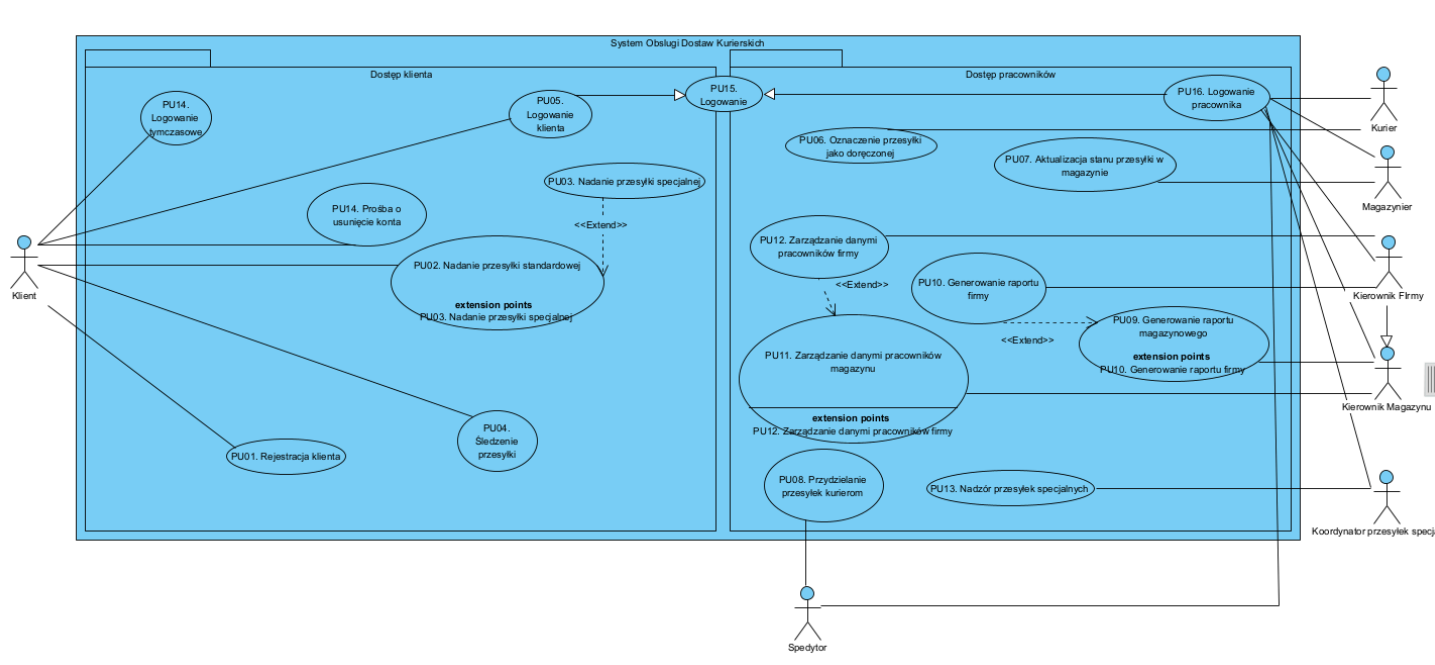 System Obsługi Dostaw Kurierskich
Dostęp klienta
PU14.
Logowanie
tymczasowe
PU05.
Logowanie
klienta
PU03. Nadanie przesyłki specjalnej
<<Extend>>
PU14. Prośba o
usunięcie konta
PU02. Nadanie przesyłki standardowej
extension points
PU03. Nadanie przesyłki specjalnej
PU04.
Śledzenie
przesyłki
PU01. Rejestracja klienta
Klient
PU15.
Logowanie
Dostęp pracowników
PU16. Logowanie
pracownika
PU06. Oznaczenie przesyłki
jako doręczonej
PU07. Aktualizacja stanu przesyłki w
magazynie
PU12. Zarządzanie danymi
pracowników firmy
<<Extend>>
PU10. Generowanie raportu
firmy
<<Extend>>
PU09. Generowanie raportu
magazynowego
extension points
PU10. Generowanie raportu firmy
PU11. Zarządzanie danymi pracowników
magazynu
extension points
PU12. Zarządzanie danymi pracowników firmy
PU08. Przydzielanie
przesyłek kurierom
PU13. Nadzór przesyłek specjalnych
Kurier
Magazynier
Kierownik FIrmy
Kierownik Magazynu
Koordynator przesyłek specj
Spedytor